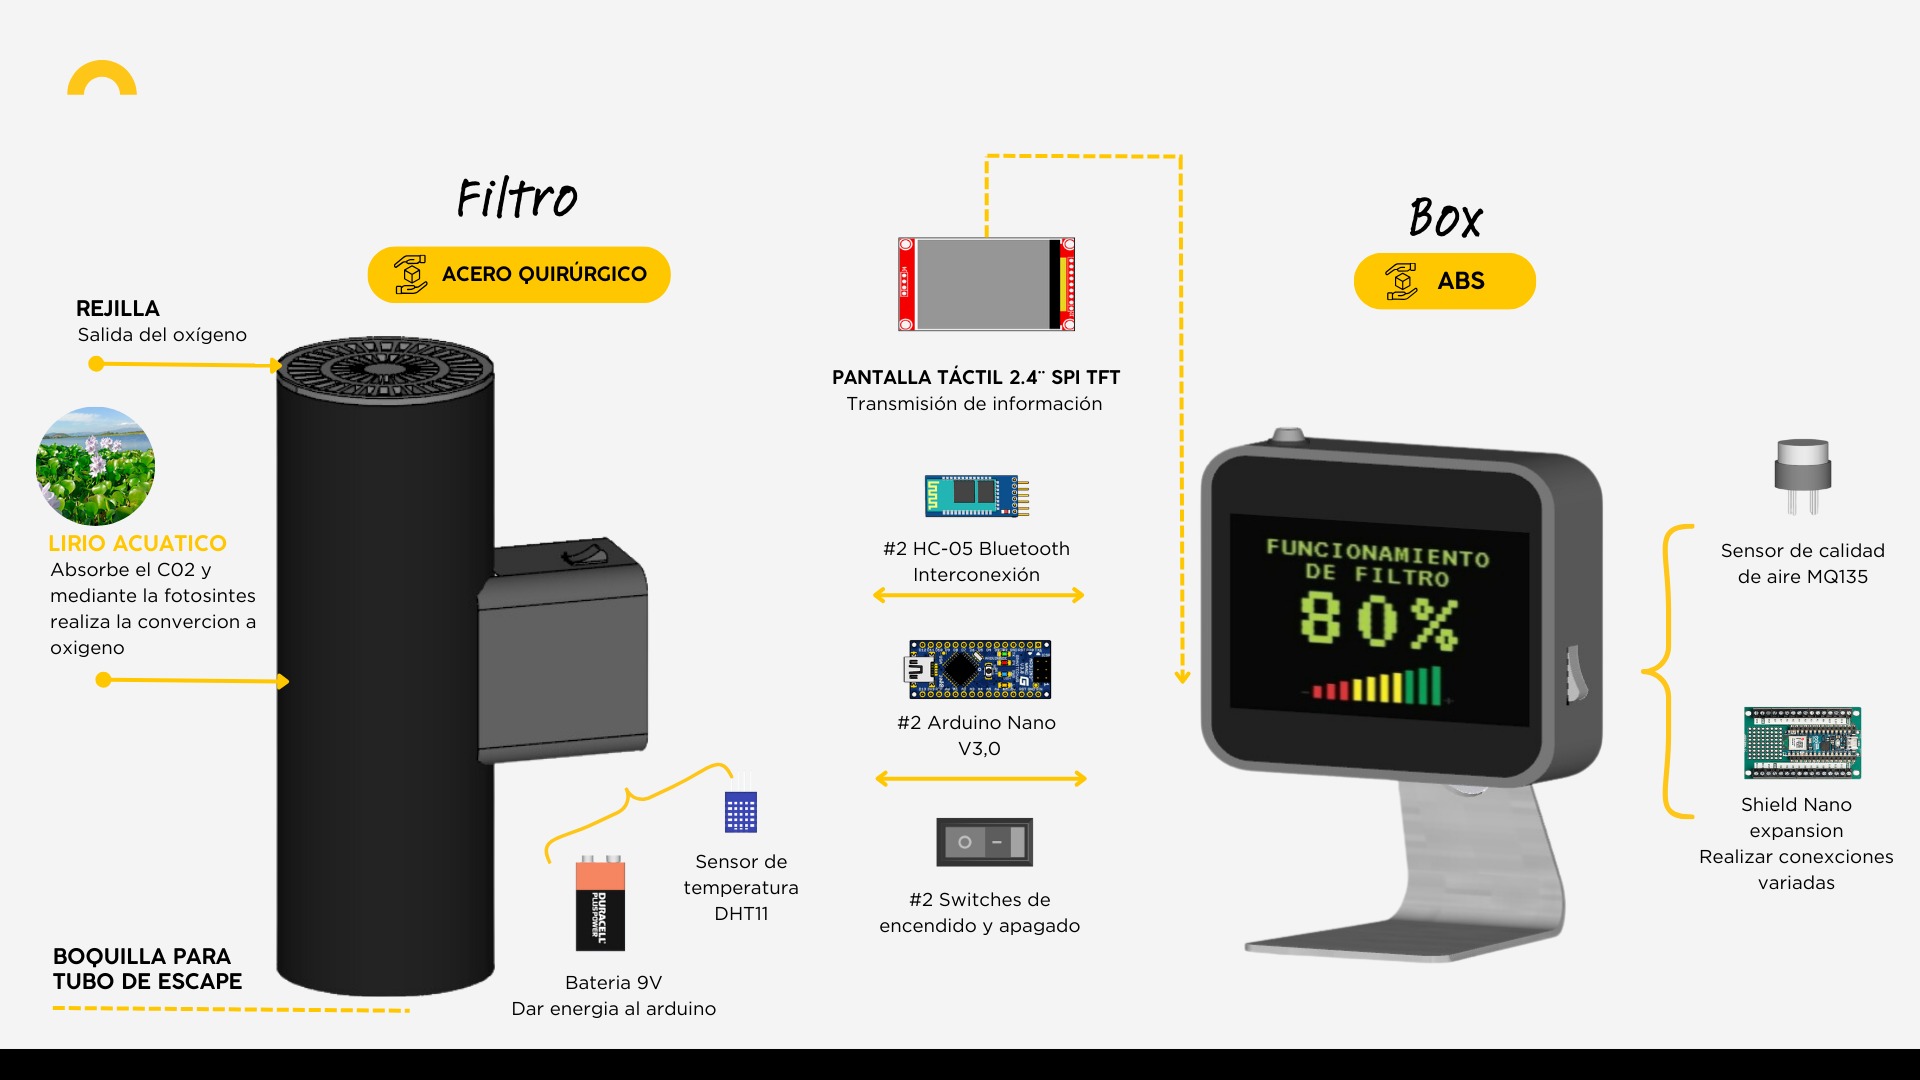 Filtro
ACERO QUIRÚRGICO
REJILLA
Salida del oxígeno
LIRIO ACUATICO
Absorbe el C02 y
mediante la fotosintes
realiza la convercion a
oxigeno
BOQUILLA PARA
TUBO DE ESCAPE
DURACELL
PLUS POWER
Bateria 9V
Dar energia al arduino
Sensor de
temperatura
DHT11
PANTALLA TÁCTIL 2.4¨ SPI TFT
Transmisión de información
#2 HC-05 Bluetooth
Interconexión
#2 Arduino Nano
V3,0
#2 Switches de
encendido y apagado
Box
ABS
FUNCIONAMIENTO
DE FILTRO
80%
- +
Sensor de calidad
de aire MQ135
Shield Nano
expansion
Realizar conexciones
variadas